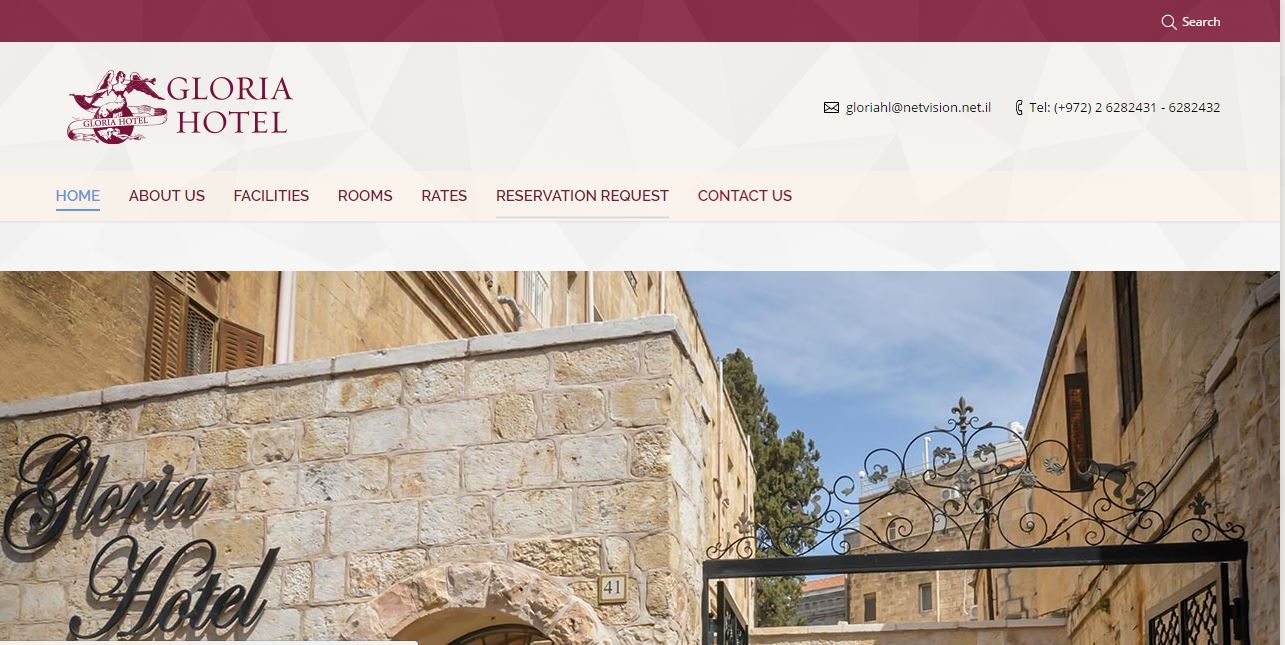 Search
GLORIA
HOTEL
GLORIA HOTEL
gloriahl@netvision.net.il
Tel: (+972) 2 6282431 - 6282432
HOME ABOUT US FACILITIES ROOMS RATES RESERVATION REQUEST CONTACT US
Gloria
Hotel
41